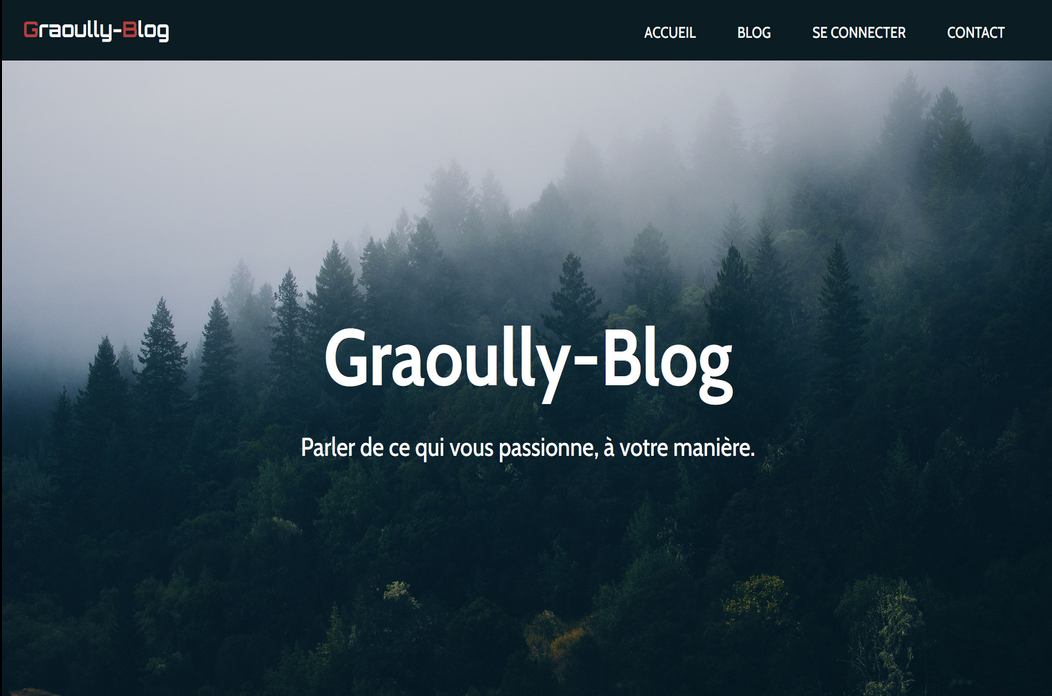 Graoully-Blog
ACCUEIL BLOG SE CONNECTER CONTACT
Graoully-Blog
Parler de ce qui vous passionne, à votre manière.